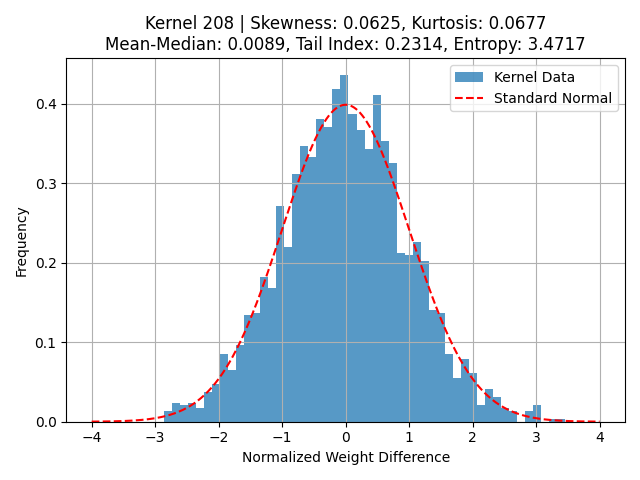 Kernel 208 | Skewness: 0.0625, Kurtosis: 0.0677
Mean-Median: 0.0089, Tail Index: 0.2314, Entropy: 3.4717
Kernel Data
Standard Normal
Frequency
0.4
0.3
0.2
0.1
0.0
−4 −3 −2 −1 0 1 2 3 4
Normalized Weight Difference